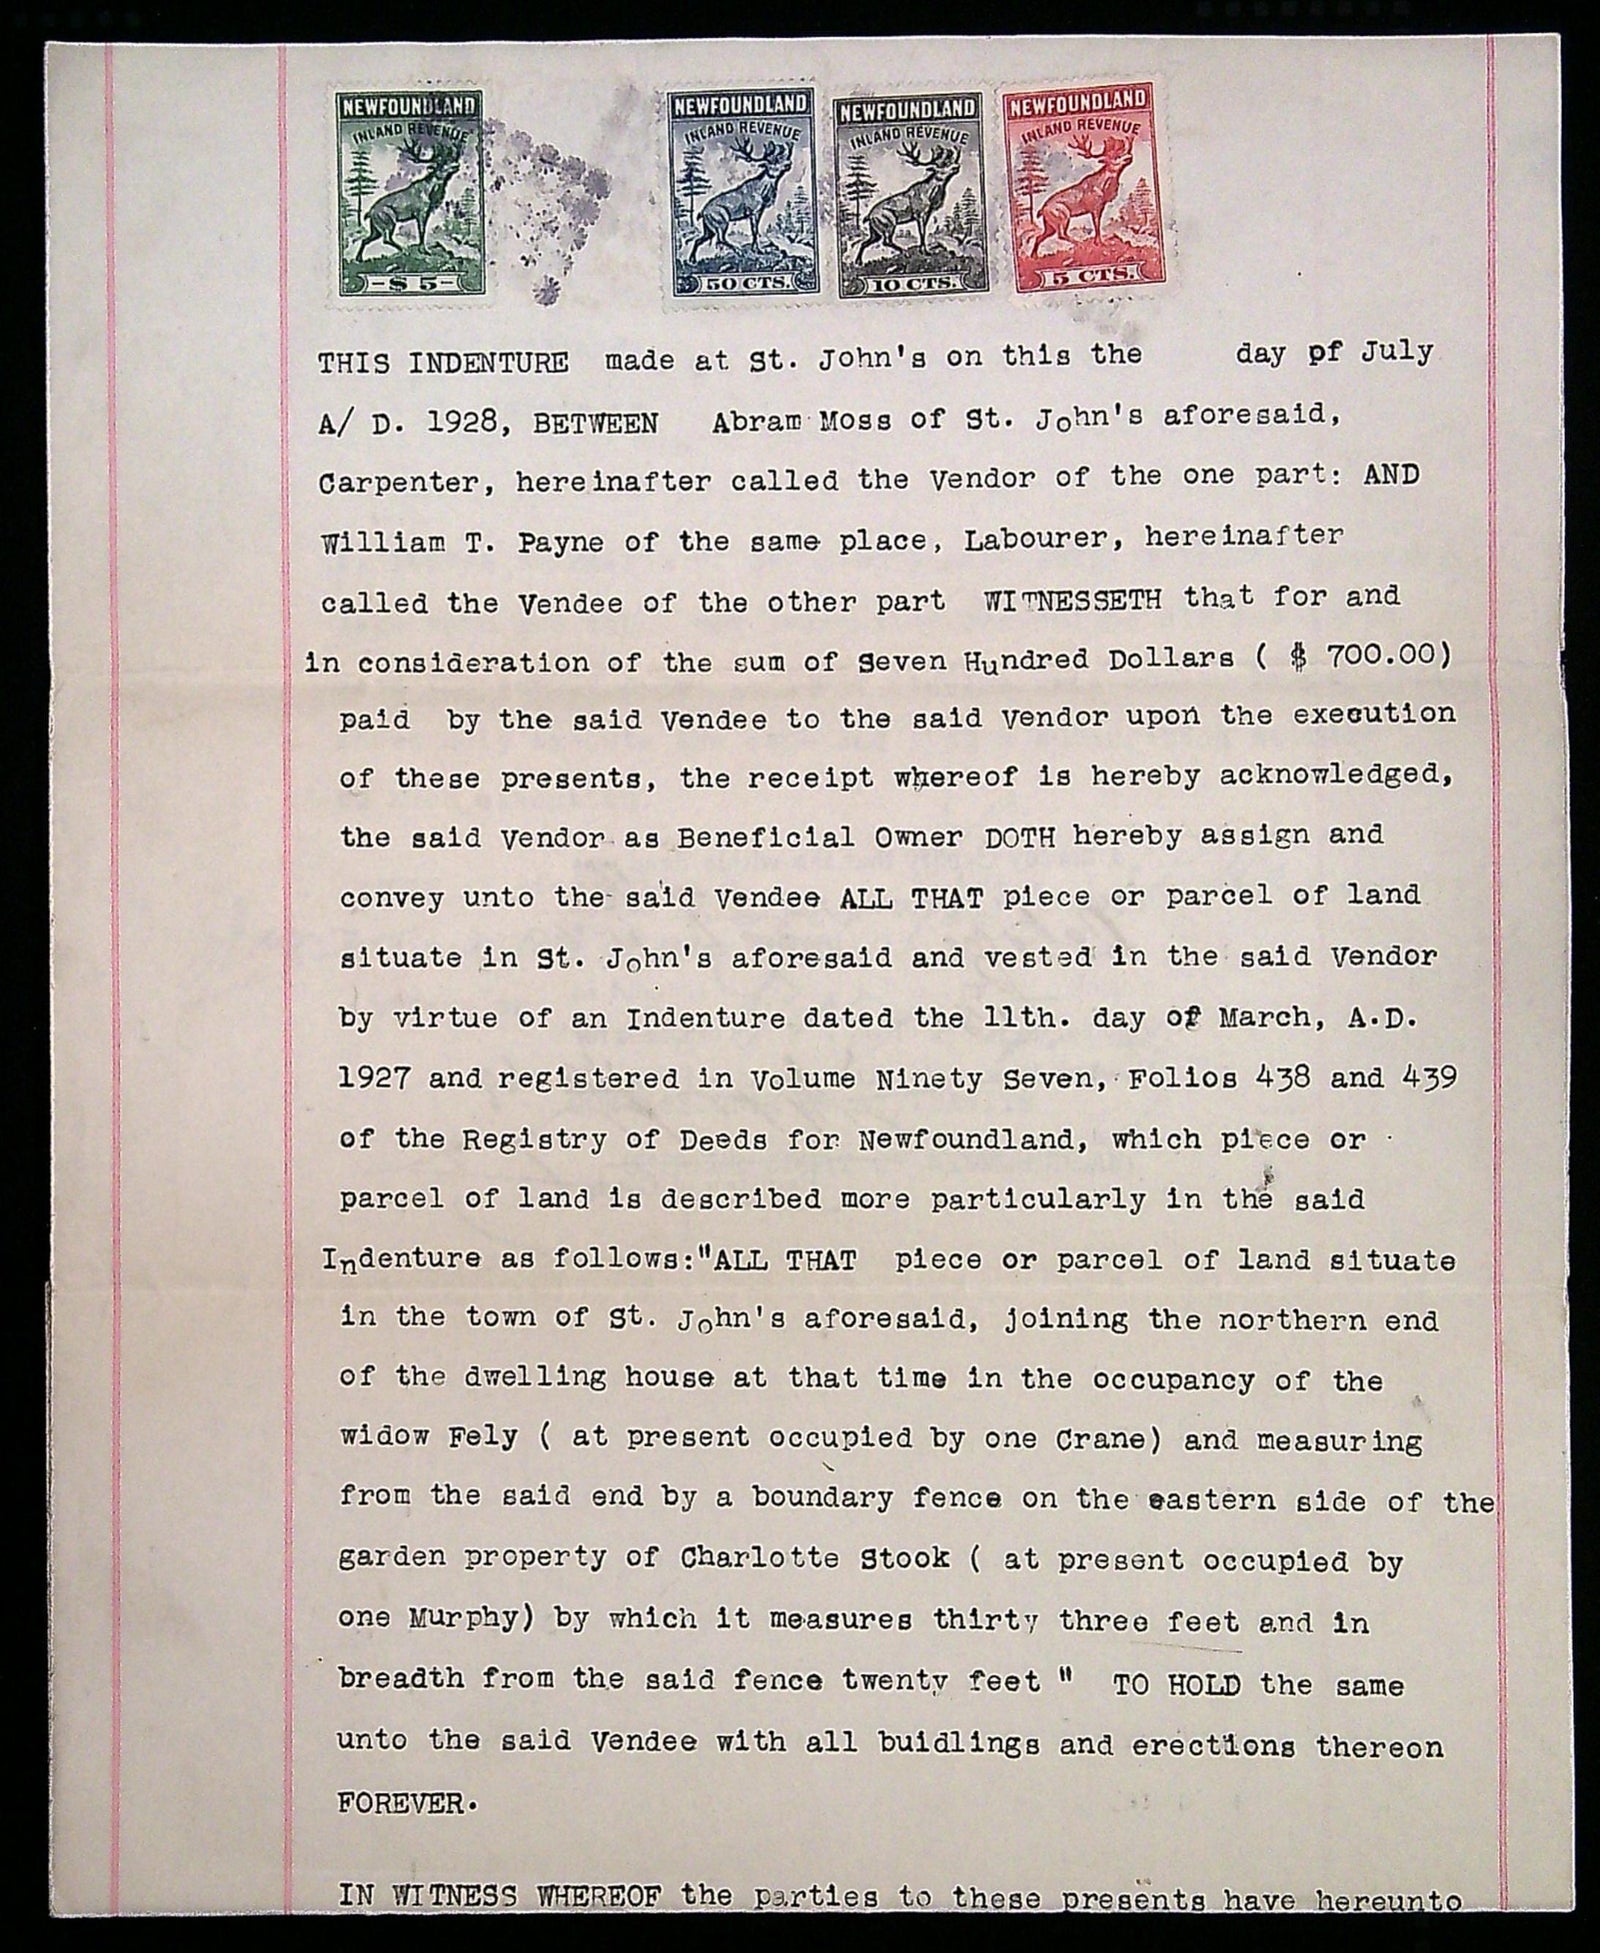 NEWFOUNDLAND NEWFOUNDLAND NEWFOUNDLAND NEWFOUNDLAND
INLAND REVENUE INLAND REVENUE INLAND REVENUE INLAND REVENUE
-$ 5- 50 CTS. 10 CTS. 5 CTS.
THIS INDENTURE made at St. John's on this the day pf July
A/ D. 1928, BETWEEN Abram Moss of St. John's aforesaid,
Carpenter, hereinafter called the Vendor of the one part: AND
William T. Payne of the same place, Labourer, hereinafter
called the Vendee of the other part WITNESSETH that for and
in consideration of the sum of Seven Hundred Dollars ( $ 700.00)
paid by the said Vendee to the said Vendor upon the execution
of these presents, the receipt whereof is hereby acknowledged,
the said Vendor as Beneficial Owner DOTH hereby assign and
convey unto the said Vendee ALL THAT piece or parcel of land
situate in St. John's aforesaid and vested in the said Vendor
by virtue of an Indenture dated the 11th. day of March, A.D.
1927 and registered in Volume Ninety Seven, Folios 438 and 439
of the Registry of Deeds for Newfoundland, which piece or
parcel of land is described more particularly in the said
Indenture as follows:"ALL THAT piece or parcel of land situate
in the town of St. John's aforesaid, joining the northern end
of the dwelling house at that time in the occupancy of the
widow Fely ( at present occupied by one Crane) and measuring
from the said end by a boundary fence on the eastern side of the
garden property of Charlotte Stook ( at present occupied by
one Murphy) by which it measures thirty three feet and in
breadth from the said fence twenty feet " TO HOLD the same
unto the said Vendee with all buidlings and erections thereon
FOREVER.
IN WITNESS WHEREOF the parties to these presents have hereunto